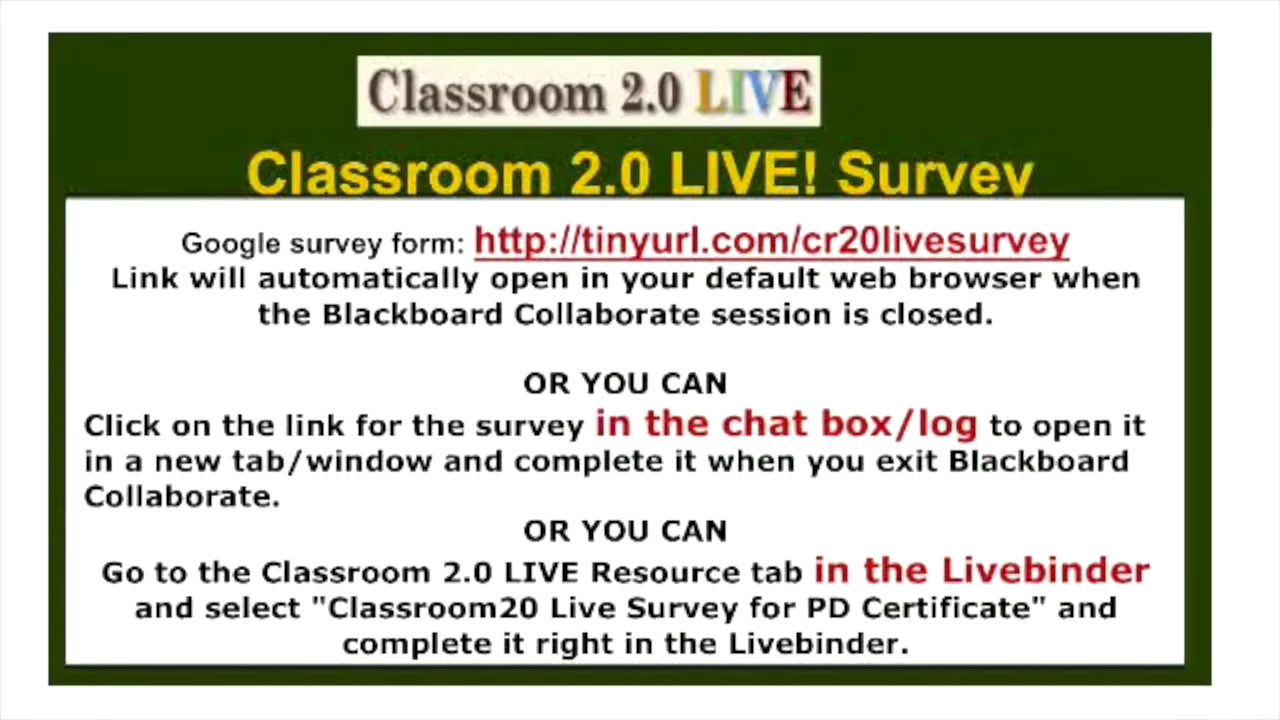 Classroom 2.0 LIVE
Classroom 2.0 LIVE! Survey
Google survey form: http://tinyurl.com/cr20livesurvey
Link will automatically open in your default web browser when
the Blackboard Collaborate session is closed.
OR YOU CAN
Click on the link for the survey in the chat box/log to open it
in a new tab/window and complete it when you exit Blackboard
Collaborate.
OR YOU CAN
Go to the Classroom 2.0 LIVE Resource tab in the Livebinder
and select "Classroom20 Live Survey for PD Certificate" and
complete it right in the Livebinder.